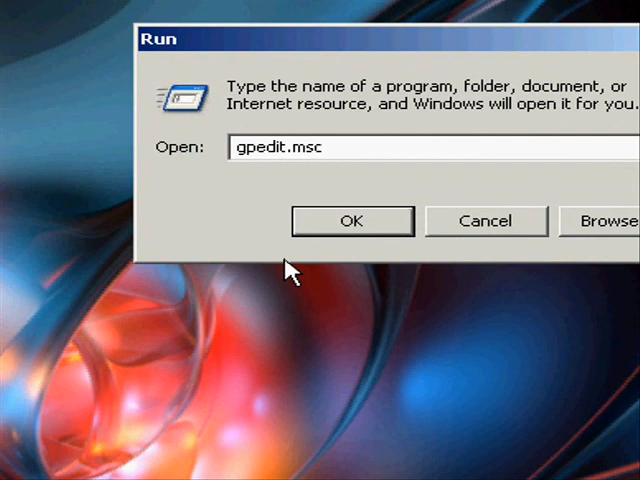 Run
Type the name of a program, folder, document, or
Internet resource, and Windows will open it for you.
Open:
gpedit.msc
OK
Cancel
Browse